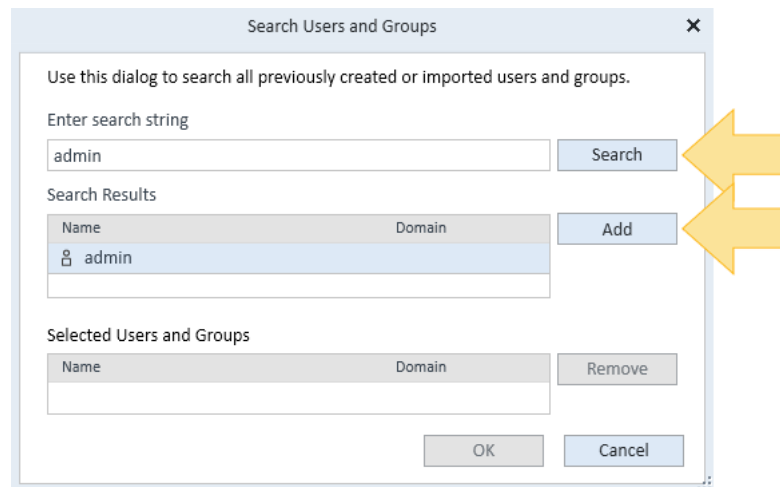 Search Users and Groups
Use this dialog to search all previously created or imported users and groups.
Enter search string
admin Search
Search Results
Name Domain Add
admin
Selected Users and Groups
Name Domain Remove
OK Cancel